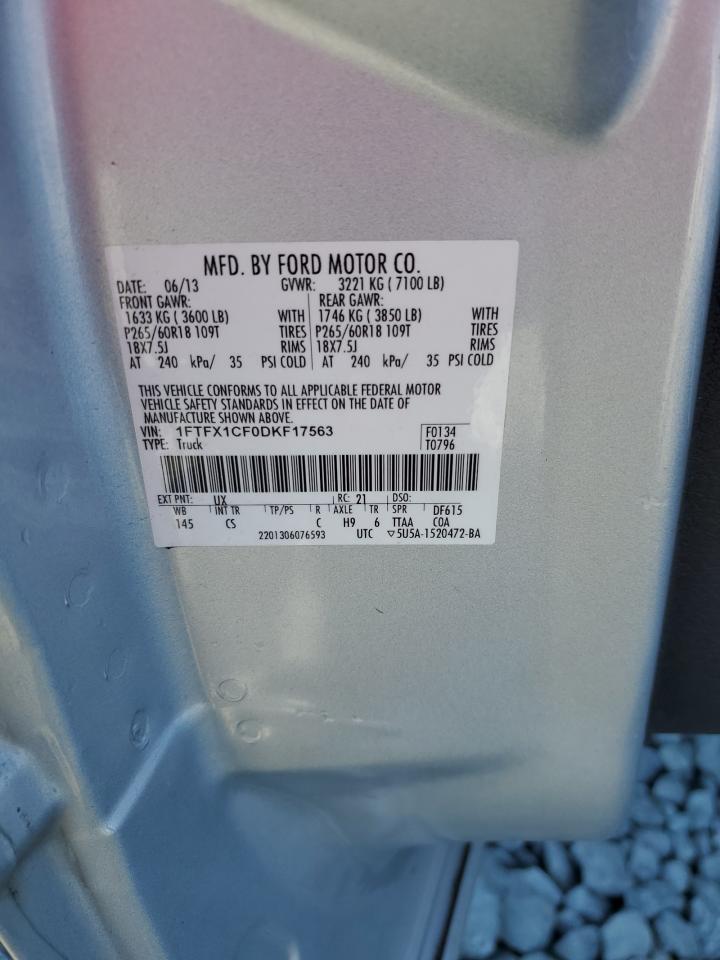 MFD. BY FORD MOTOR CO.
DATE: 06/13 GVWR: 3221 KG ( 7100 LB)
FRONT GAWR: REAR GAWR:
1633 KG ( 3600 LB) WITH 1746 KG ( 3850 LB) WITH
P265/60R18 109T TIRES P265/60R18 109T TIRES
18X7.5J RIMS 18X7.5J RIMS
AT 240 kPa/ 35 PSI COLD AT 240 kPa/ 35 PSI COLD
THIS VEHICLE CONFORMS TO ALL APPLICABLE FEDERAL MOTOR
VEHICLE SAFETY STANDARDS IN EFFECT ON THE DATE OF
MANUFACTURE SHOWN ABOVE.
VIN: 1FTFX1CF0DKF17563 F0134
TYPE: Truck T0796
EXT PNT: UX RC: 21 DSO:
WB INT TR TP/PS R AXLE TR SPR DF615
145 CS C H9 6 TTAA C0A
2201306076593 UTC ▽5U5A-1520472-BA